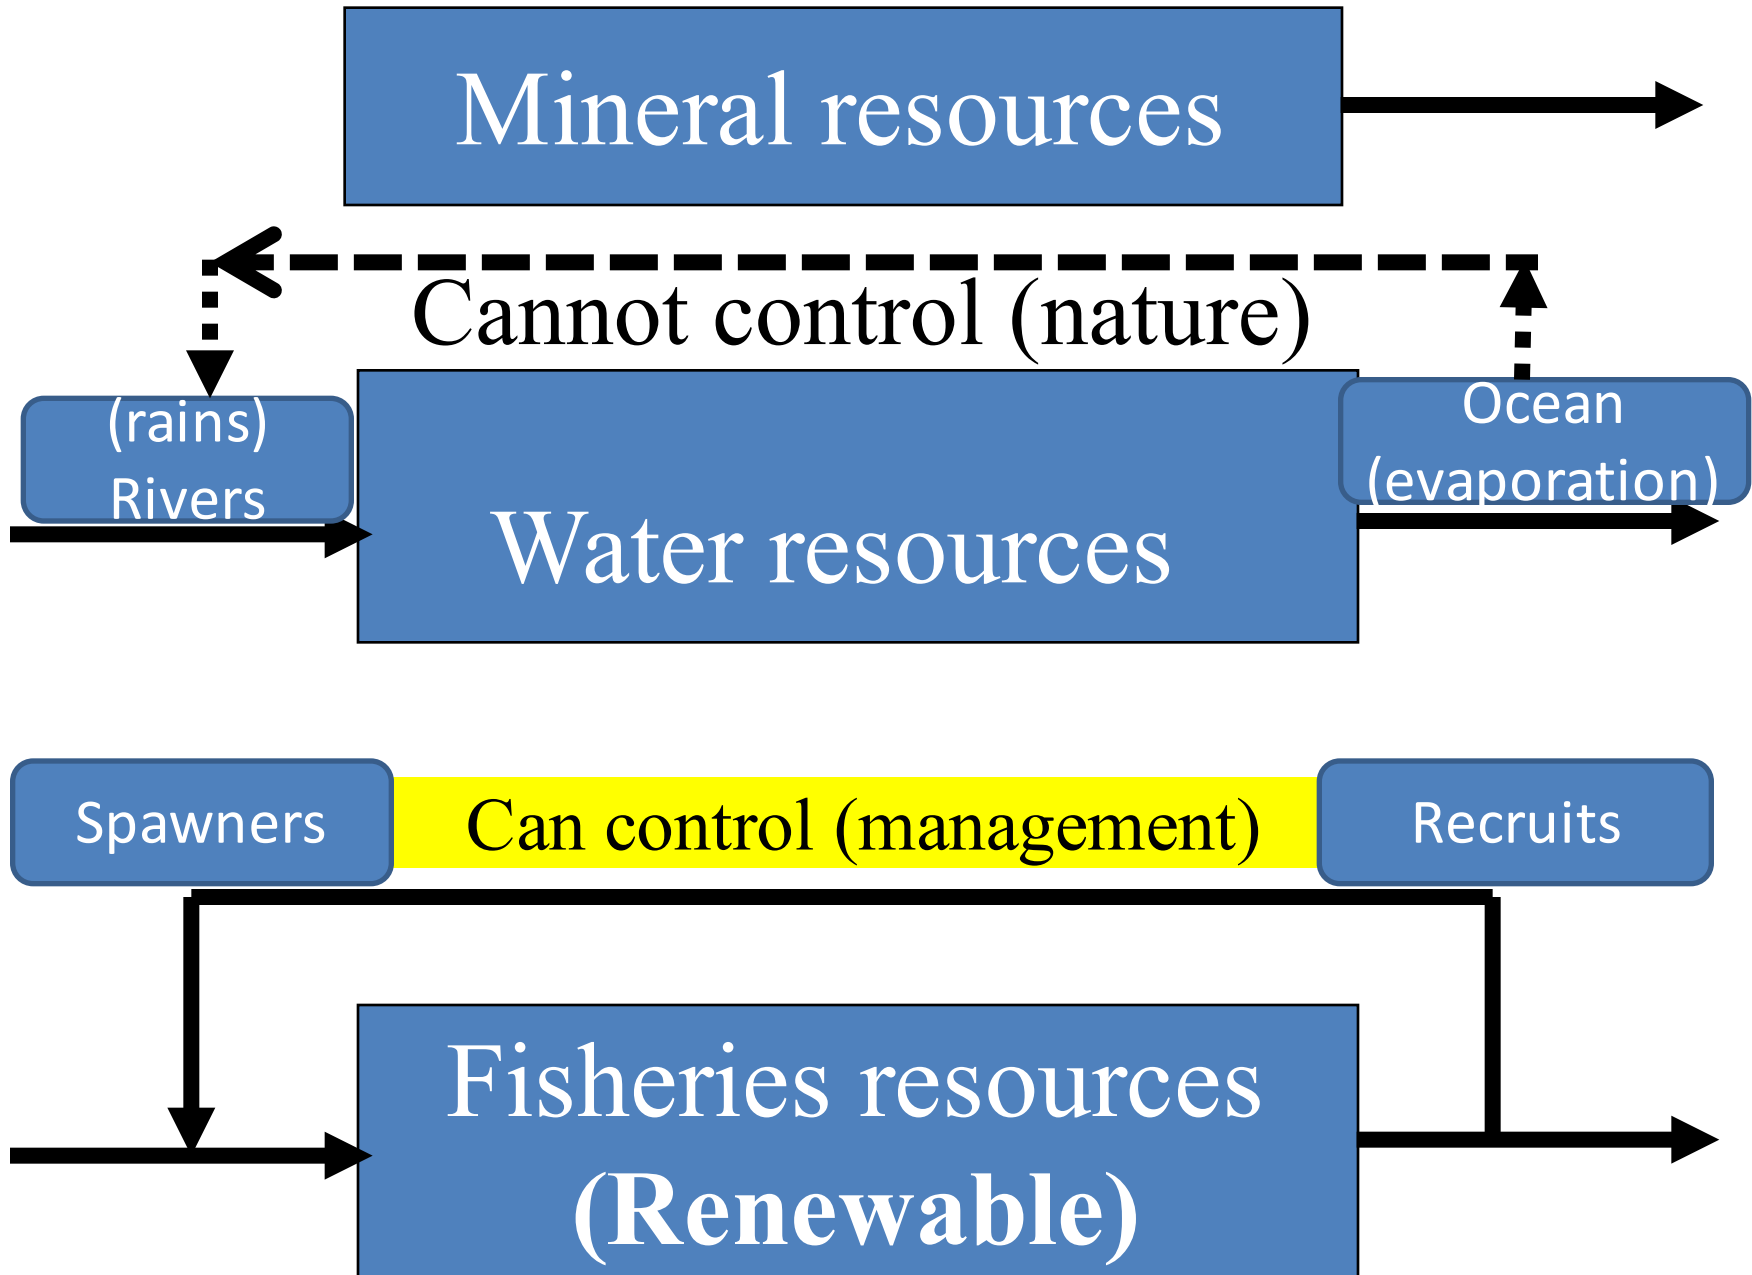 Mineral resources
Cannot control (nature)
(rains)
Rivers
Ocean
(evaporation)
Water resources
Spawners
Can control (management)
Recruits
Fisheries resources
(Renewable)